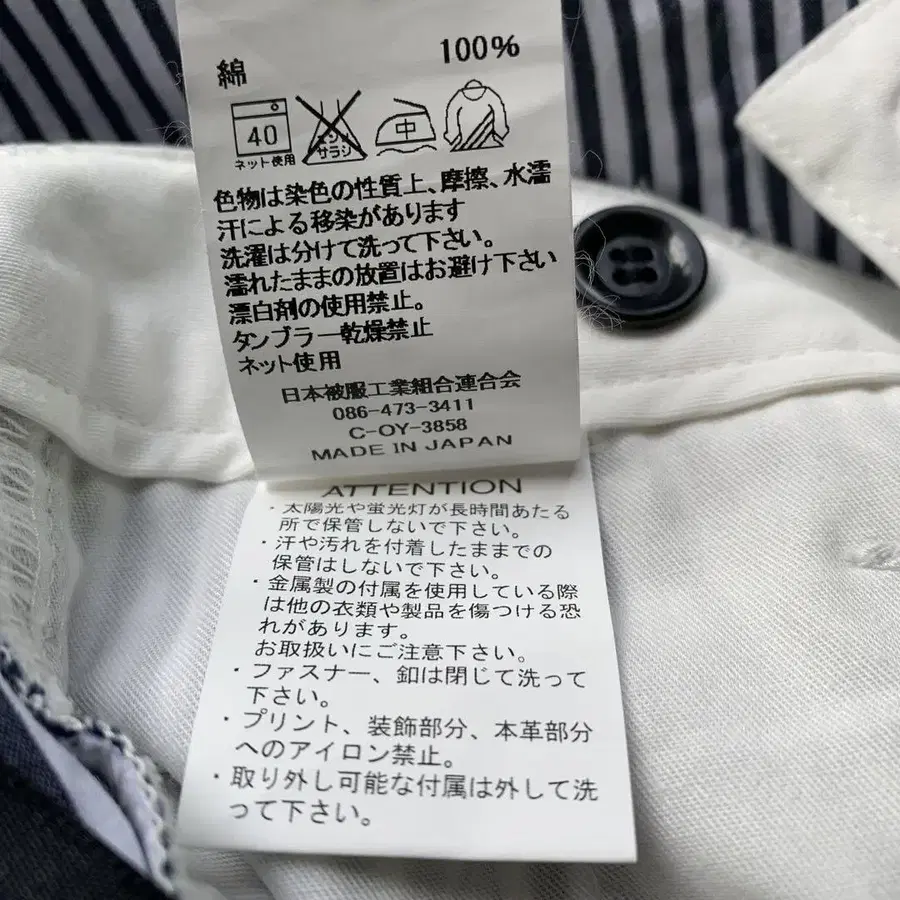 綿 100%
40 エンソサラシ 中
ネット使用
色物は染色の性質上、摩擦、水濡
汗による移染があります
洗濯は分けて洗って下さい。
濡れたままの放置はお避け下さい
漂白剤の使用禁止。
タンブラー乾燥禁止
ネット使用
日本被服工業組合連合会
086-473-3411
C-OY-3858
MADE IN JAPAN
ATTENTION
・太陽光や蛍光灯が長時間あたる
所で保管しないで下さい。
・汗や汚れを付着したままでの
保管はしないで下さい。
・金属製の付属を使用している際
は他の衣類や製品を傷つける恐
れがあります。
お取扱いにご注意下さい。
・ファスナー、釦は閉じて洗って
下さい。
・プリント、装飾部分、本革部分
へのアイロン禁止。
・取り外し可能な付属は外して洗
って下さい。